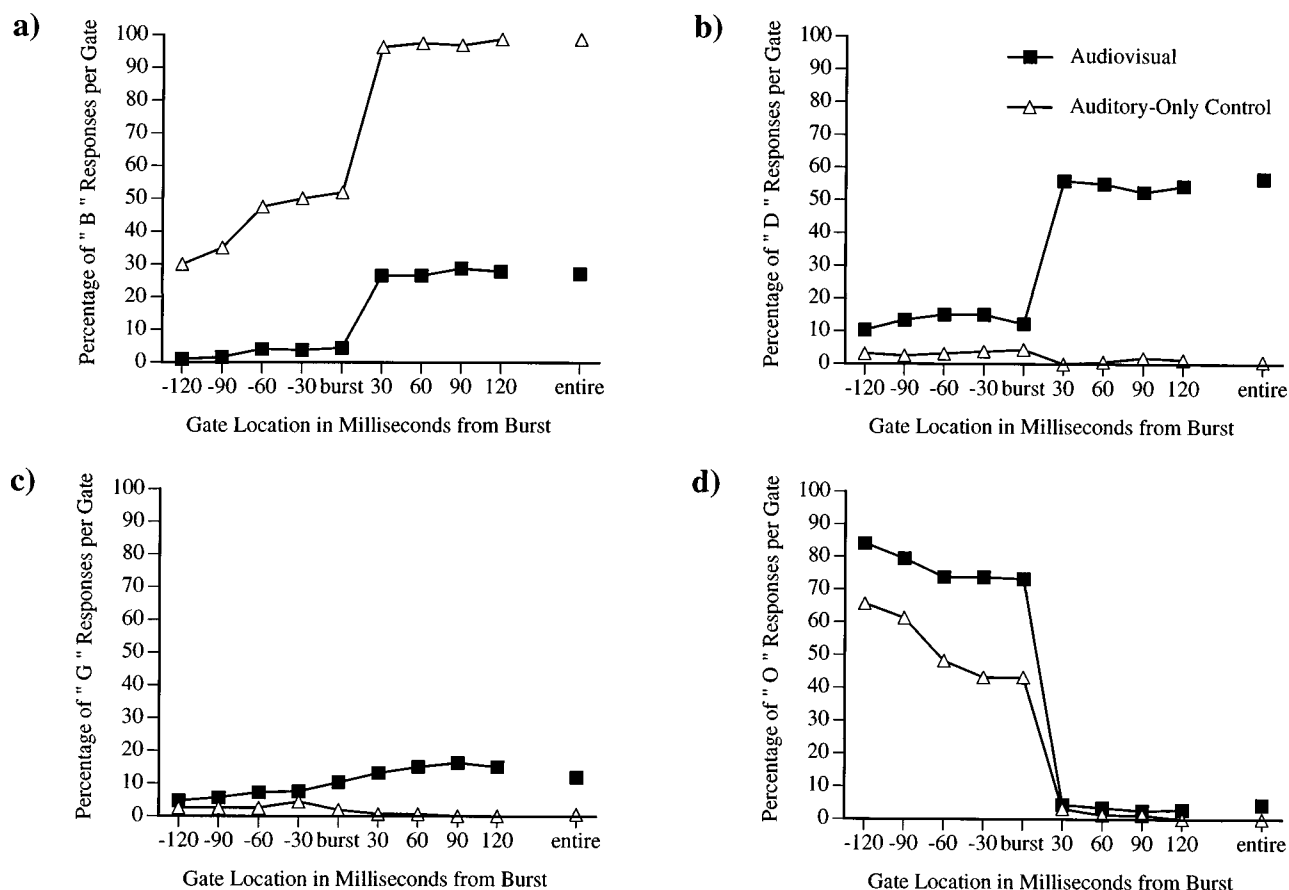 a)
Percentage of " B " Responses per Gate
100
90
80
70
60
50
40
30
20
10
0
-120 -90 -60 -30 burst 30 60 90 120 entire
Gate Location in Milliseconds from Burst
b)
Percentage of " D " Responses per Gate
100
90
80
70
60
50
40
30
20
10
0
Audiovisual
Auditory-Only Control
-120 -90 -60 -30 burst 30 60 90 120 entire
Gate Location in Milliseconds from Burst
c)
Percentage of " G " Responses per Gate
100
90
80
70
60
50
40
30
20
10
0
-120 -90 -60 -30 burst 30 60 90 120 entire
Gate Location in Milliseconds from Burst
d)
Percentage of " O " Responses per Gate
100
90
80
70
60
50
40
30
20
10
0
-120 -90 -60 -30 burst 30 60 90 120 entire
Gate Location in Milliseconds from Burst